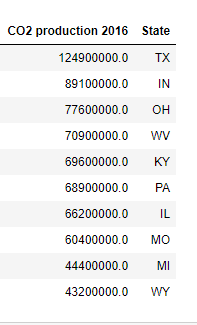 CO2 production 2016 State
124900000.0 TX
89100000.0 IN
77600000.0 OH
70900000.0 WV
69600000.0 KY
68900000.0 PA
66200000.0 IL
60400000.0 MO
44400000.0 MI
43200000.0 WY